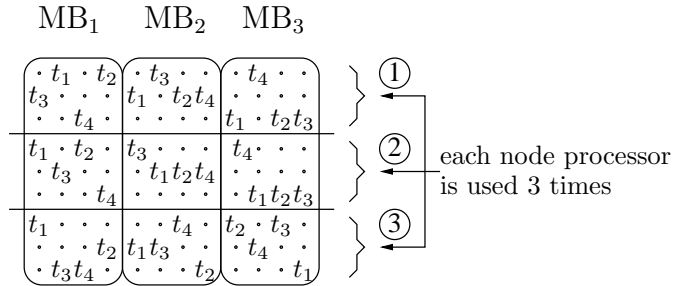 MB₁ MB₂ MB₃
· t₁ · t₂ · t₃ · · · t₄ · · ①
t₃ · · · t₁ · t₂ t₄ · · · ·
· · t₄ · · · · · t₁ · t₂ t₃
t₁ · t₂ · t₃ · · · t₄ · · · ②
· t₃ · · · t₁ t₂ t₄ · · · · each node processor
· · · t₄ · · · · · t₁ t₂ t₃ is used 3 times
t₁ · · · · · t₄ · t₂ · t₃ · ③
· · · t₂ t₁ t₃ · · · t₄ · ·
· t₃ t₄ · · · · t₂ · · · t₁